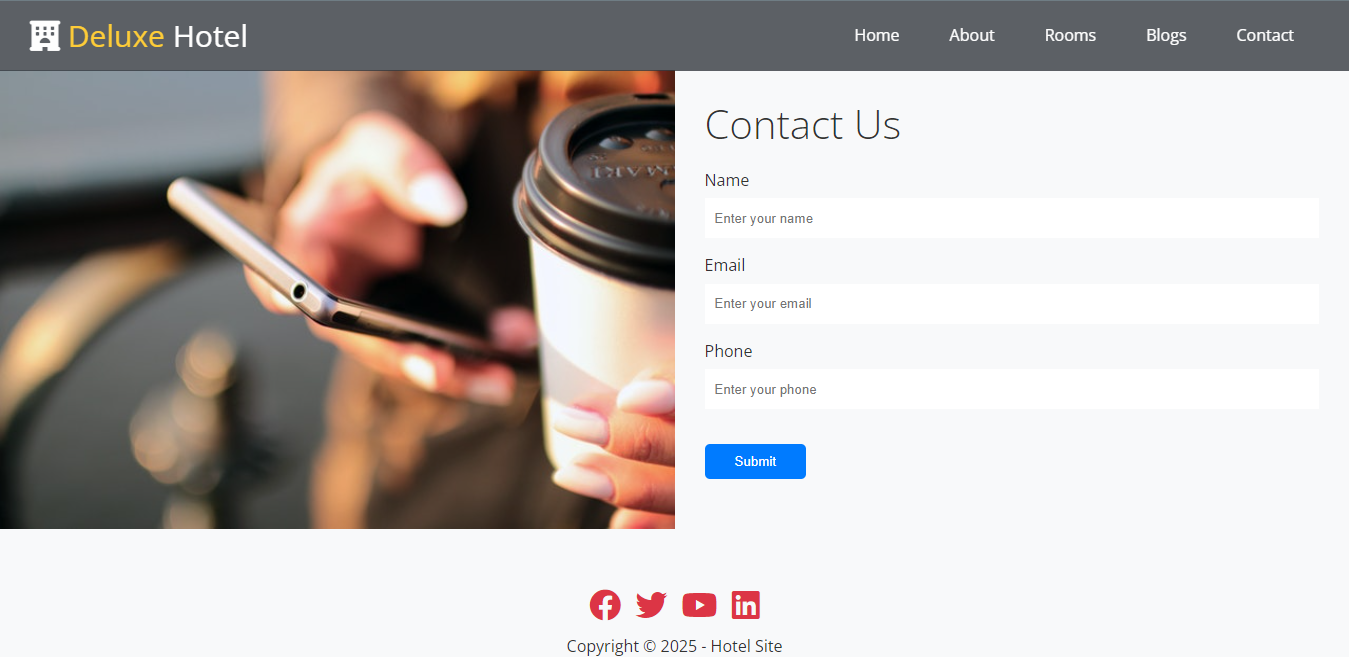 Deluxe Hotel
Home About Rooms Blogs Contact
Contact Us
Name
Enter your name
Email
Enter your email
Phone
Enter your phone
Submit
Copyright © 2025 - Hotel Site